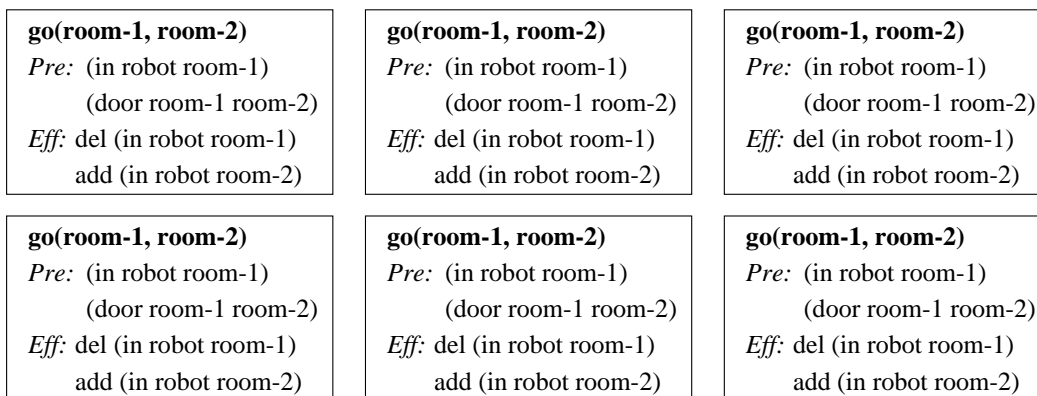 go(room-1, room-2)
Pre: (in robot room-1)
(door room-1 room-2)
Eff: del (in robot room-1)
add (in robot room-2)
go(room-1, room-2)
Pre: (in robot room-1)
(door room-1 room-2)
Eff: del (in robot room-1)
add (in robot room-2)
go(room-1, room-2)
Pre: (in robot room-1)
(door room-1 room-2)
Eff: del (in robot room-1)
add (in robot room-2)
go(room-1, room-2)
Pre: (in robot room-1)
(door room-1 room-2)
Eff: del (in robot room-1)
add (in robot room-2)
go(room-1, room-2)
Pre: (in robot room-1)
(door room-1 room-2)
Eff: del (in robot room-1)
add (in robot room-2)
go(room-1, room-2)
Pre: (in robot room-1)
(door room-1 room-2)
Eff: del (in robot room-1)
add (in robot room-2)